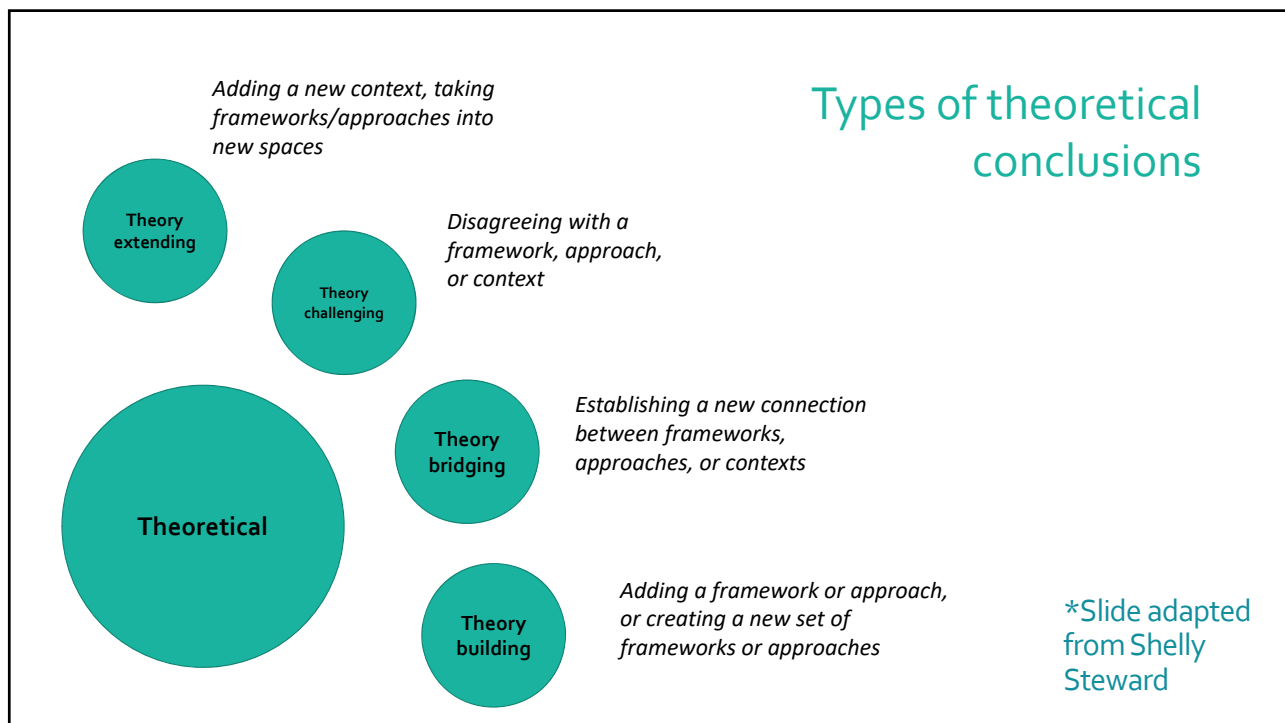 Types of theoretical
conclusions
Adding a new context, taking
frameworks/approaches into
new spaces
Theory
extending
Disagreeing with a
framework, approach,
or context
Theory
challenging
Establishing a new connection
between frameworks,
approaches, or contexts
Theory
bridging
Theoretical
Adding a framework or approach,
or creating a new set of
frameworks or approaches
Theory
building
*Slide adapted
from Shelly
Steward